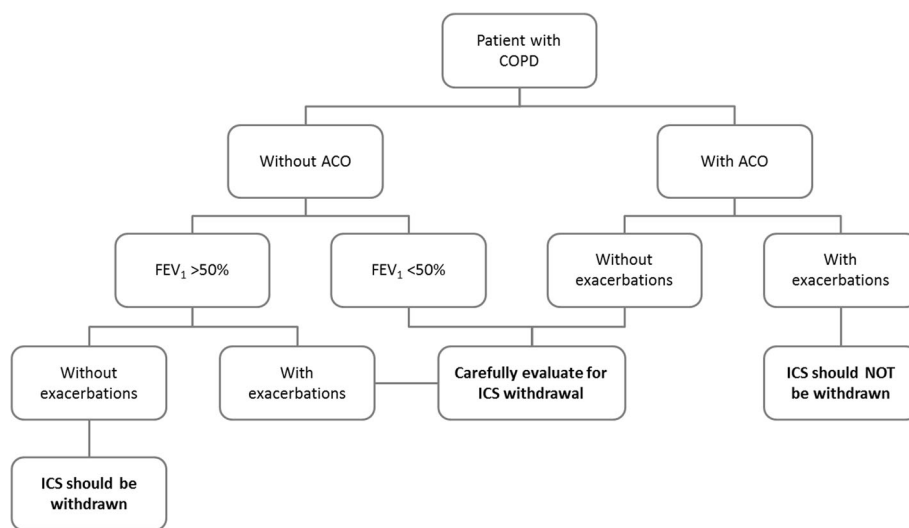 Patient with
COPD
Without ACO
With ACO
FEV₁ >50%
FEV₁ <50%
Without
exacerbations
With
exacerbations
Without
exacerbations
With
exacerbations
Carefully evaluate for
ICS withdrawal
ICS should NOT
be withdrawn
ICS should be
withdrawn